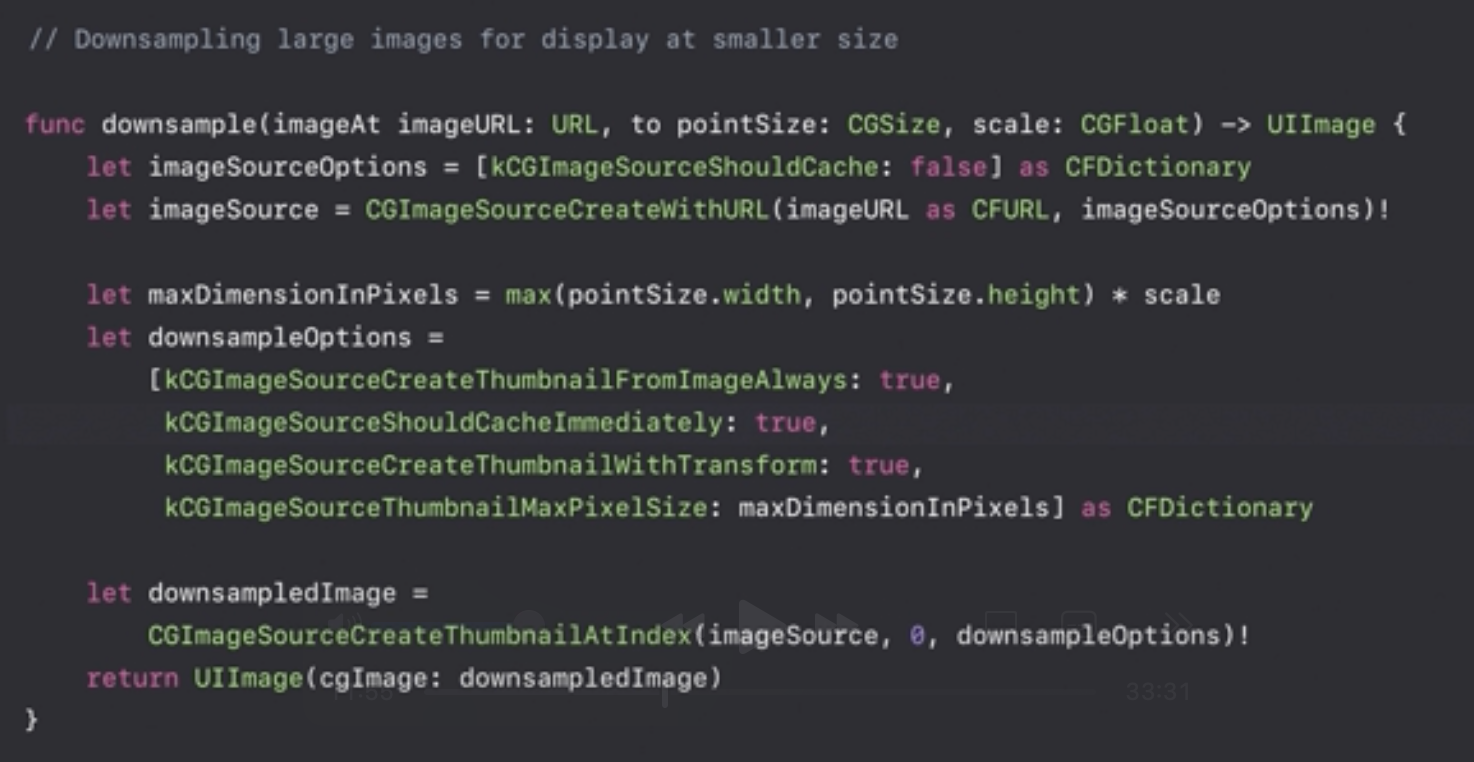 // Downsampling large images for display at smaller size
func downsample(imageAt imageURL: URL, to pointSize: CGSize, scale: CGFloat) -> UIImage {
let imageSourceOptions = [kCGImageSourceShouldCache: false] as CFDictionary
let imageSource = CGImageSourceCreateWithURL(imageURL as CFURL, imageSourceOptions)!
let maxDimensionInPixels = max(pointSize.width, pointSize.height) * scale
let downsampleOptions =
[kCGImageSourceCreateThumbnailFromImageAlways: true,
kCGImageSourceShouldCacheImmediately: true,
kCGImageSourceCreateThumbnailWithTransform: true,
kCGImageSourceThumbnailMaxPixelSize: maxDimensionInPixels] as CFDictionary
let downsampledImage =
CGImageSourceCreateThumbnailAtIndex(imageSource, 0, downsampleOptions)!
return UIImage(cgImage: downsampledImage)
33:31
}